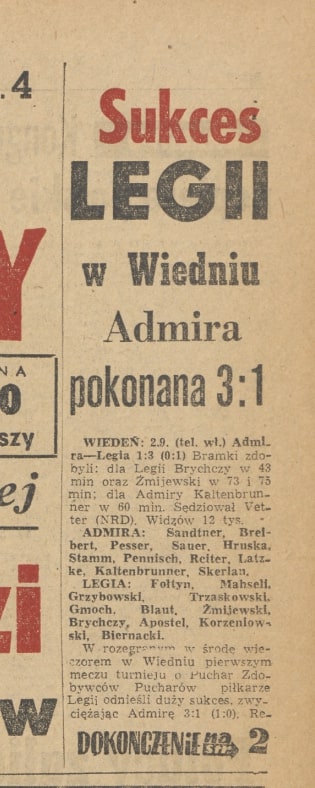 . 4
Sukces
LEGII
w Wiedniu
Admira
pokonana 3:1
Y
NA
0
szy
ej
zi
w
WIEDEŃ: 2.9. (tel. wł.) Admi-
ra—Legia 1:3 (0:1) Bramki zdo-
byli: dla Legii Brychczy w 43
min oraz Żmijewski w 73 i 75
min; dla Admiry Kaltenbrun-
ner w 60 min. Sędziował Vet-
ter (NRD). Widzów 12 tys.
ADMIRA: Sandtner, Brei-
bert, Pesser, Sauer, Hruska,
Stamm, Pennisch, Reiter, Latz-
ke, Kaltenbrunner, Skerlan.
LEGIA: Foltyn, Mahseli,
Grzybowski, Trzaskowski,
Gmoch, Blaut, Żmijewski,
Brychczy, Apostel, Korzeniow-
ski, Biernacki.
W rozegranym w środę wie-
czorem w Wiedniu pierwszym
meczu turnieju o Puchar Zdo-
bywców Pucharów piłkarze
Legii odnieśli duży sukces, zwy-
ciężając Admirę 3:1 (1:0). Re-
DOKOŃCZENIE na str. 2